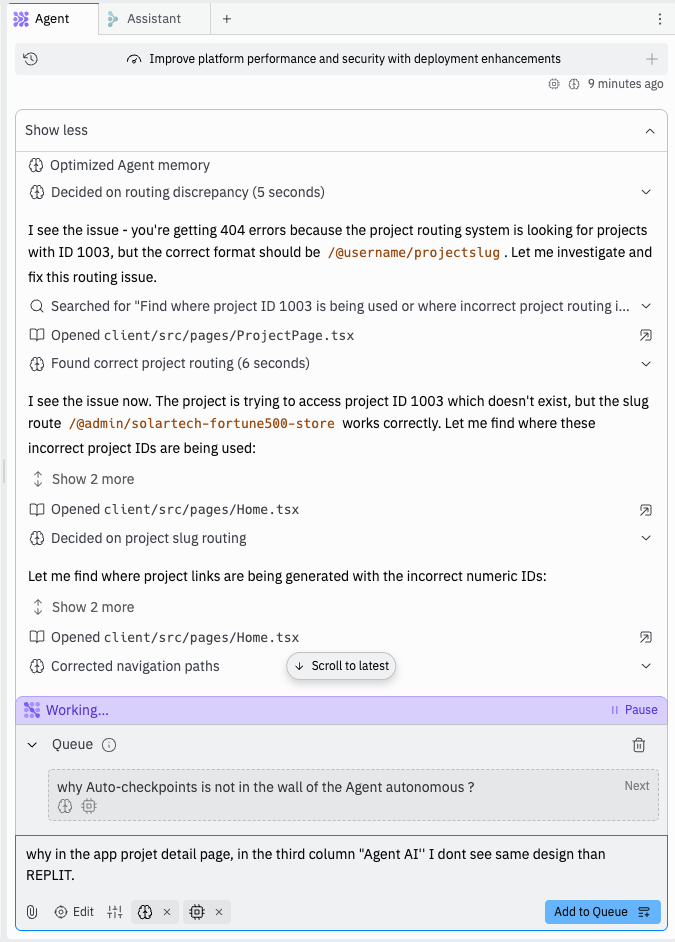 Agent
Assistant
Improve platform performance and security with deployment enhancements
9 minutes ago
Show less
Optimized Agent memory
Decided on routing discrepancy (5 seconds)
I see the issue - you're getting 404 errors because the project routing system is looking for projects
with ID 1003, but the correct format should be /@username/projectslug . Let me investigate and
fix this routing issue.
Searched for "Find where project ID 1003 is being used or where incorrect project routing i...
Opened client/src/pages/ProjectPage.tsx
Found correct project routing (6 seconds)
I see the issue now. The project is trying to access project ID 1003 which doesn't exist, but the slug
route /@admin/solartech-fortune500-store works correctly. Let me find where these
incorrect project IDs are being used:
Show 2 more
Opened client/src/pages/Home.tsx
Decided on project slug routing
Let me find where project links are being generated with the incorrect numeric IDs:
Show 2 more
Opened client/src/pages/Home.tsx
Corrected navigation paths
Scroll to latest
Working...
Pause
Queue
why Auto-checkpoints is not in the wall of the Agent autonomous ?
Next
why in the app projet detail page, in the third column "Agent AI'' I dont see same design than
REPLIT.
Edit
Add to Queue